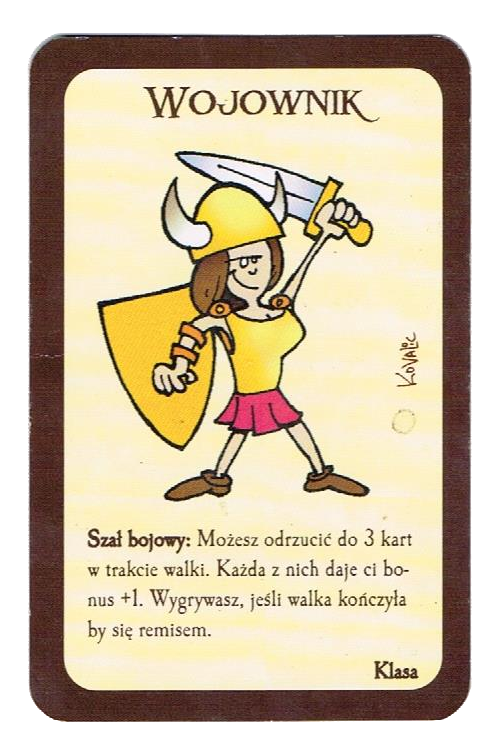 Wojownik
Kovalic
Szał bojowy: Możesz odrzucić do 3 kart
w trakcie walki. Każda z nich daje ci bo-
nus +1. Wygrywasz, jeśli walka kończyła
by się remisem.
Klasa